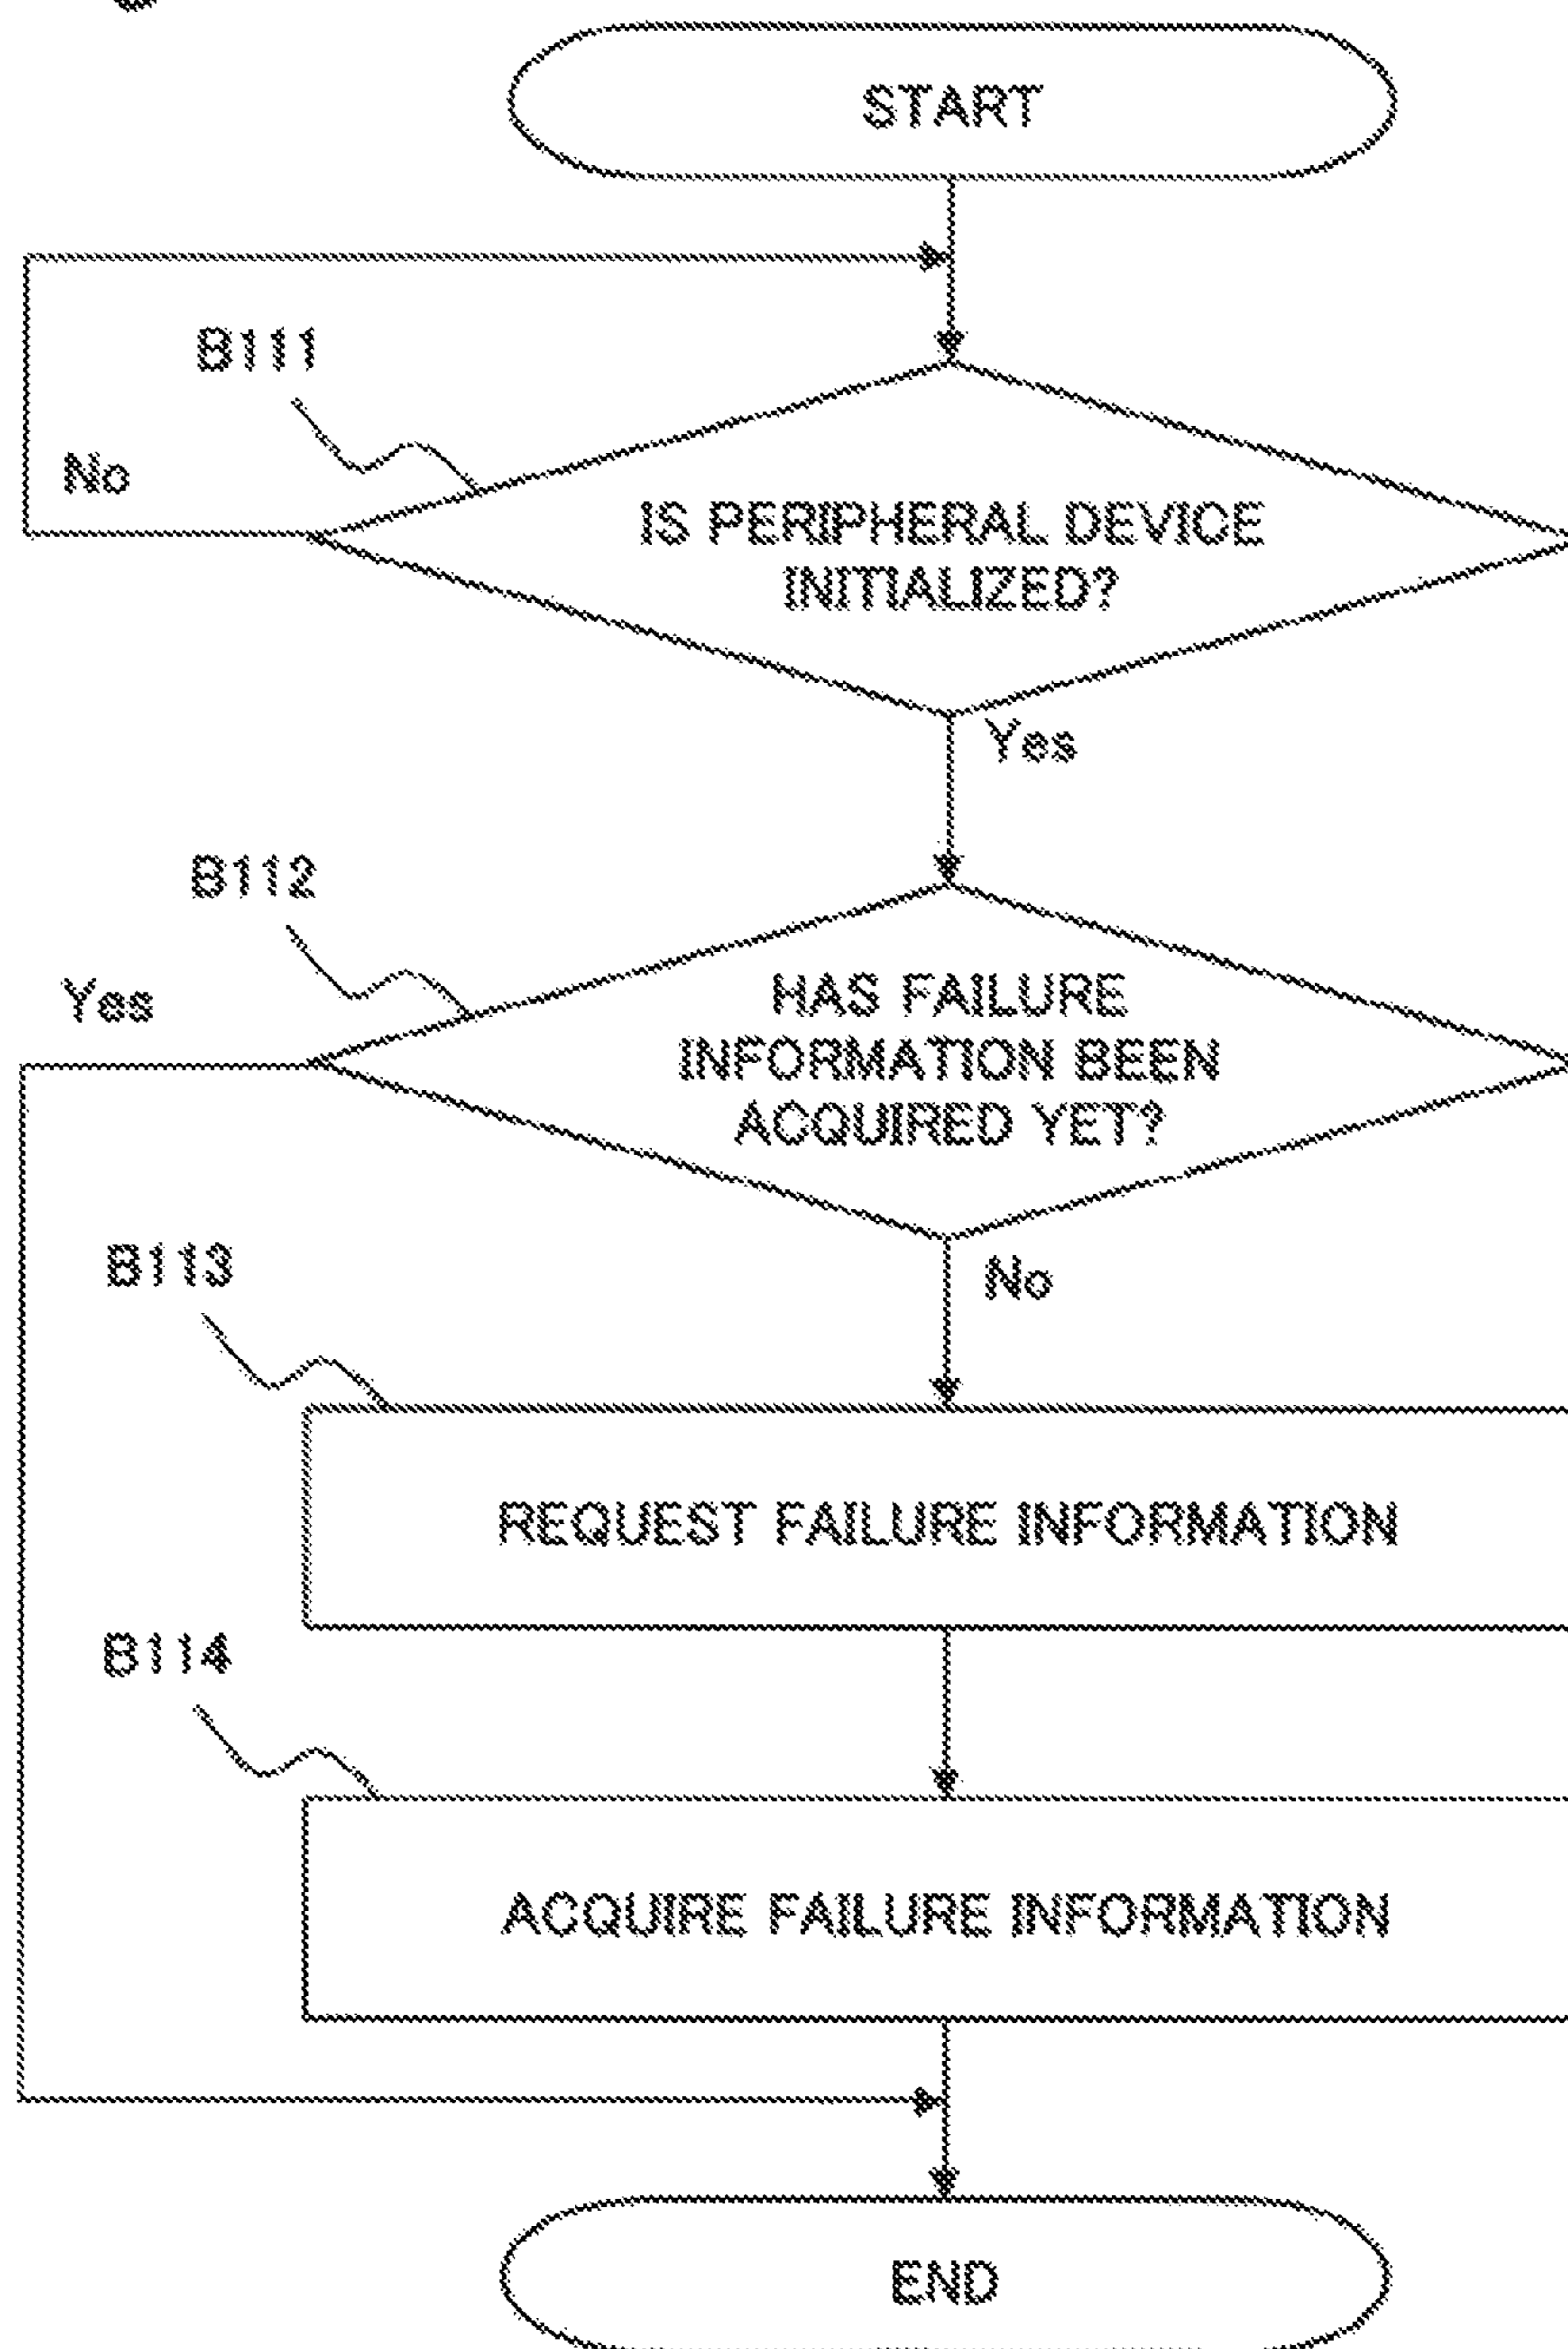 START
B111
No
IS PERIPHERAL DEVICE
INITIALIZED?
Yes
B112
Yes
HAS FAILURE
INFORMATION BEEN
ACQUIRED YET?
B113
No
REQUEST FAILURE INFORMATION
B114
ACQUIRE FAILURE INFORMATION
END